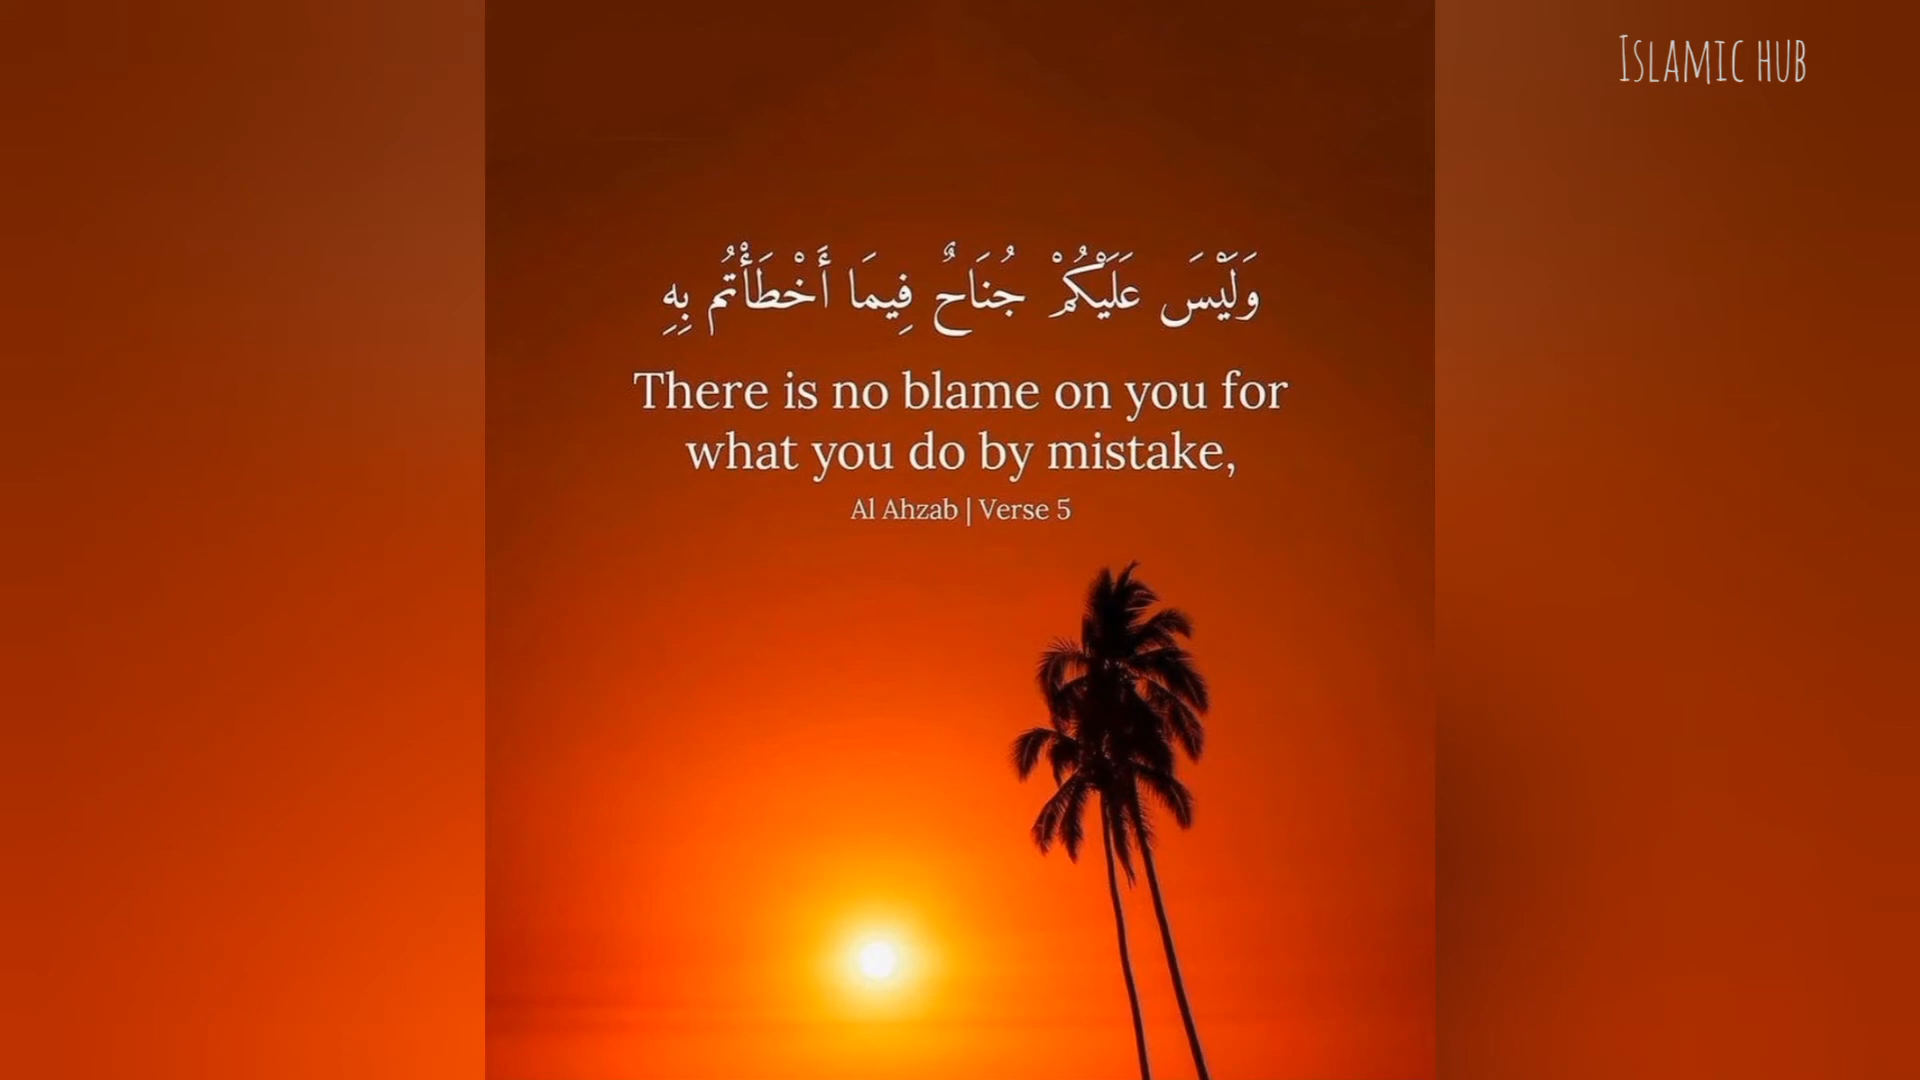 Islamic hub
وَلَيْسَ عَلَيْكُمْ جُنَاحٌ فِيمَا أَخْطَأْتُم بِهِ
There is no blame on you for
what you do by mistake,
Al Ahzab | Verse 5